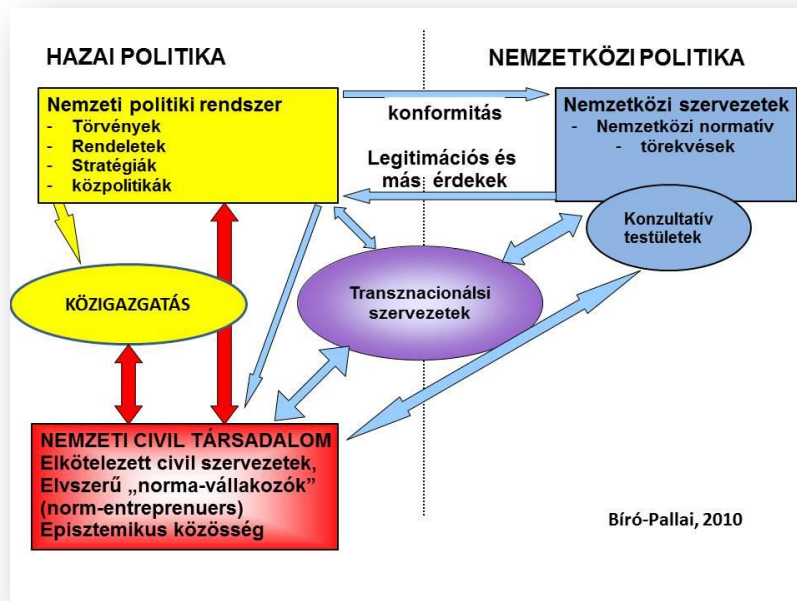 HAZAI POLITIKA
NEMZETKÖZI POLITIKA
Nemzeti politiki rendszer
- Törvények
- Rendeletek
- Stratégiák
- közpolitikák
konformitás
Legitimációs és
más érdekek
Nemzetközi szervezetek
- Nemzetközi normatív
- törekvések
Konzultatív
testületek
KÖZIGAZGATÁS
Transznacionálsi
szervezetek
NEMZETI CIVIL TÁRSADALOM
Elkötelezett civil szervezetek,
Elvszerű „norma-vállakozók”
(norm-entreprenuers)
Episztemikus közösség
Bíró-Pallai, 2010